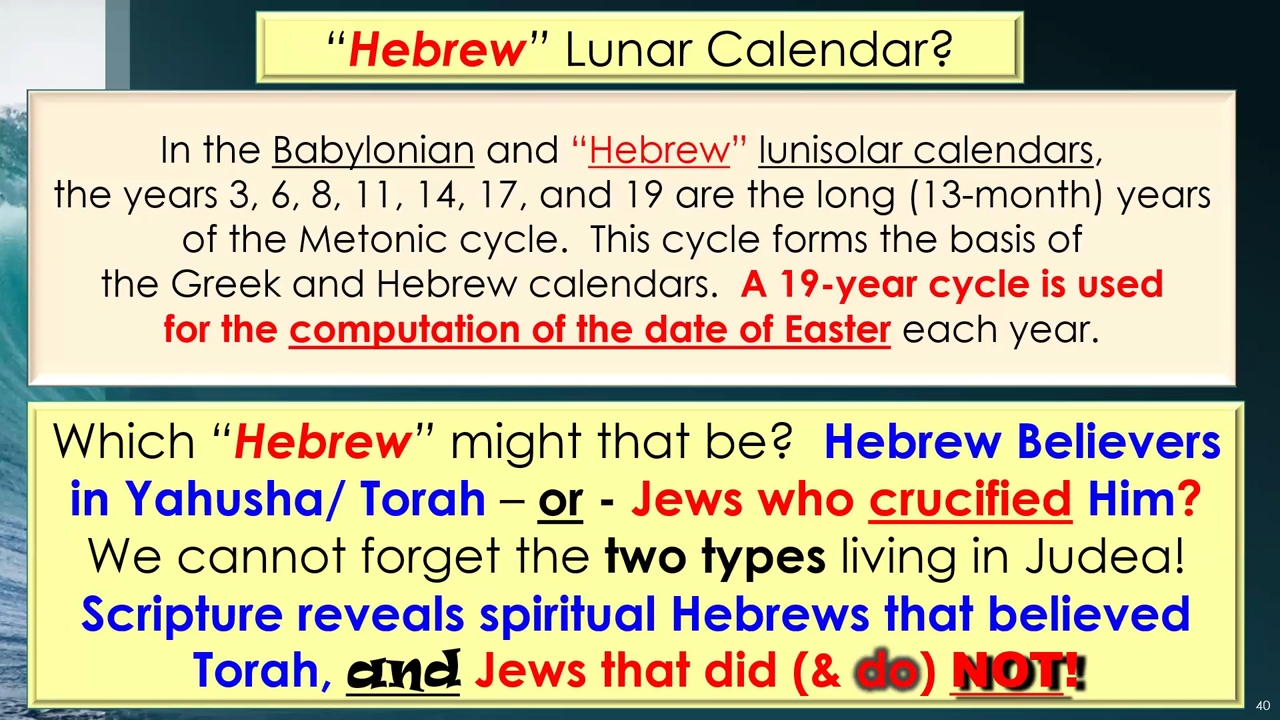 “Hebrew” Lunar Calendar?
In the Babylonian and “Hebrew” lunisolar calendars,
the years 3, 6, 8, 11, 14, 17, and 19 are the long (13-month) years
of the Metonic cycle. This cycle forms the basis of
the Greek and Hebrew calendars. A 19-year cycle is used
for the computation of the date of Easter each year.
Which “Hebrew” might that be? Hebrew Believers
in Yahusha/ Torah – or - Jews who crucified Him?
We cannot forget the two types living in Judea!
Scripture reveals spiritual Hebrews that believed
Torah, and Jews that did (& do) NOT!
40